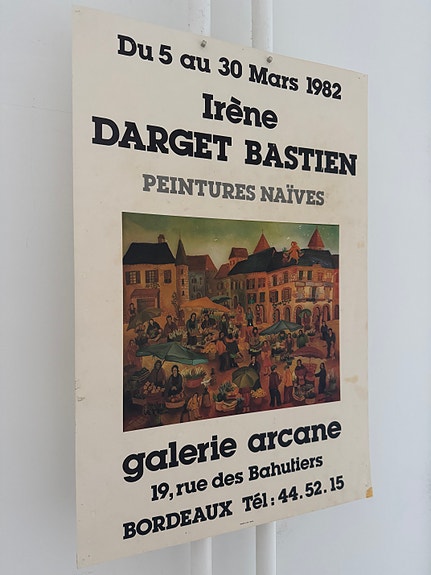 Du 5 au 30 Mars 1982
Irène
DARGET BASTIEN
PEINTURES NAÏVES
galerie arcane
19, rue des Bahutiers
BORDEAUX Tél : 44. 52. 15